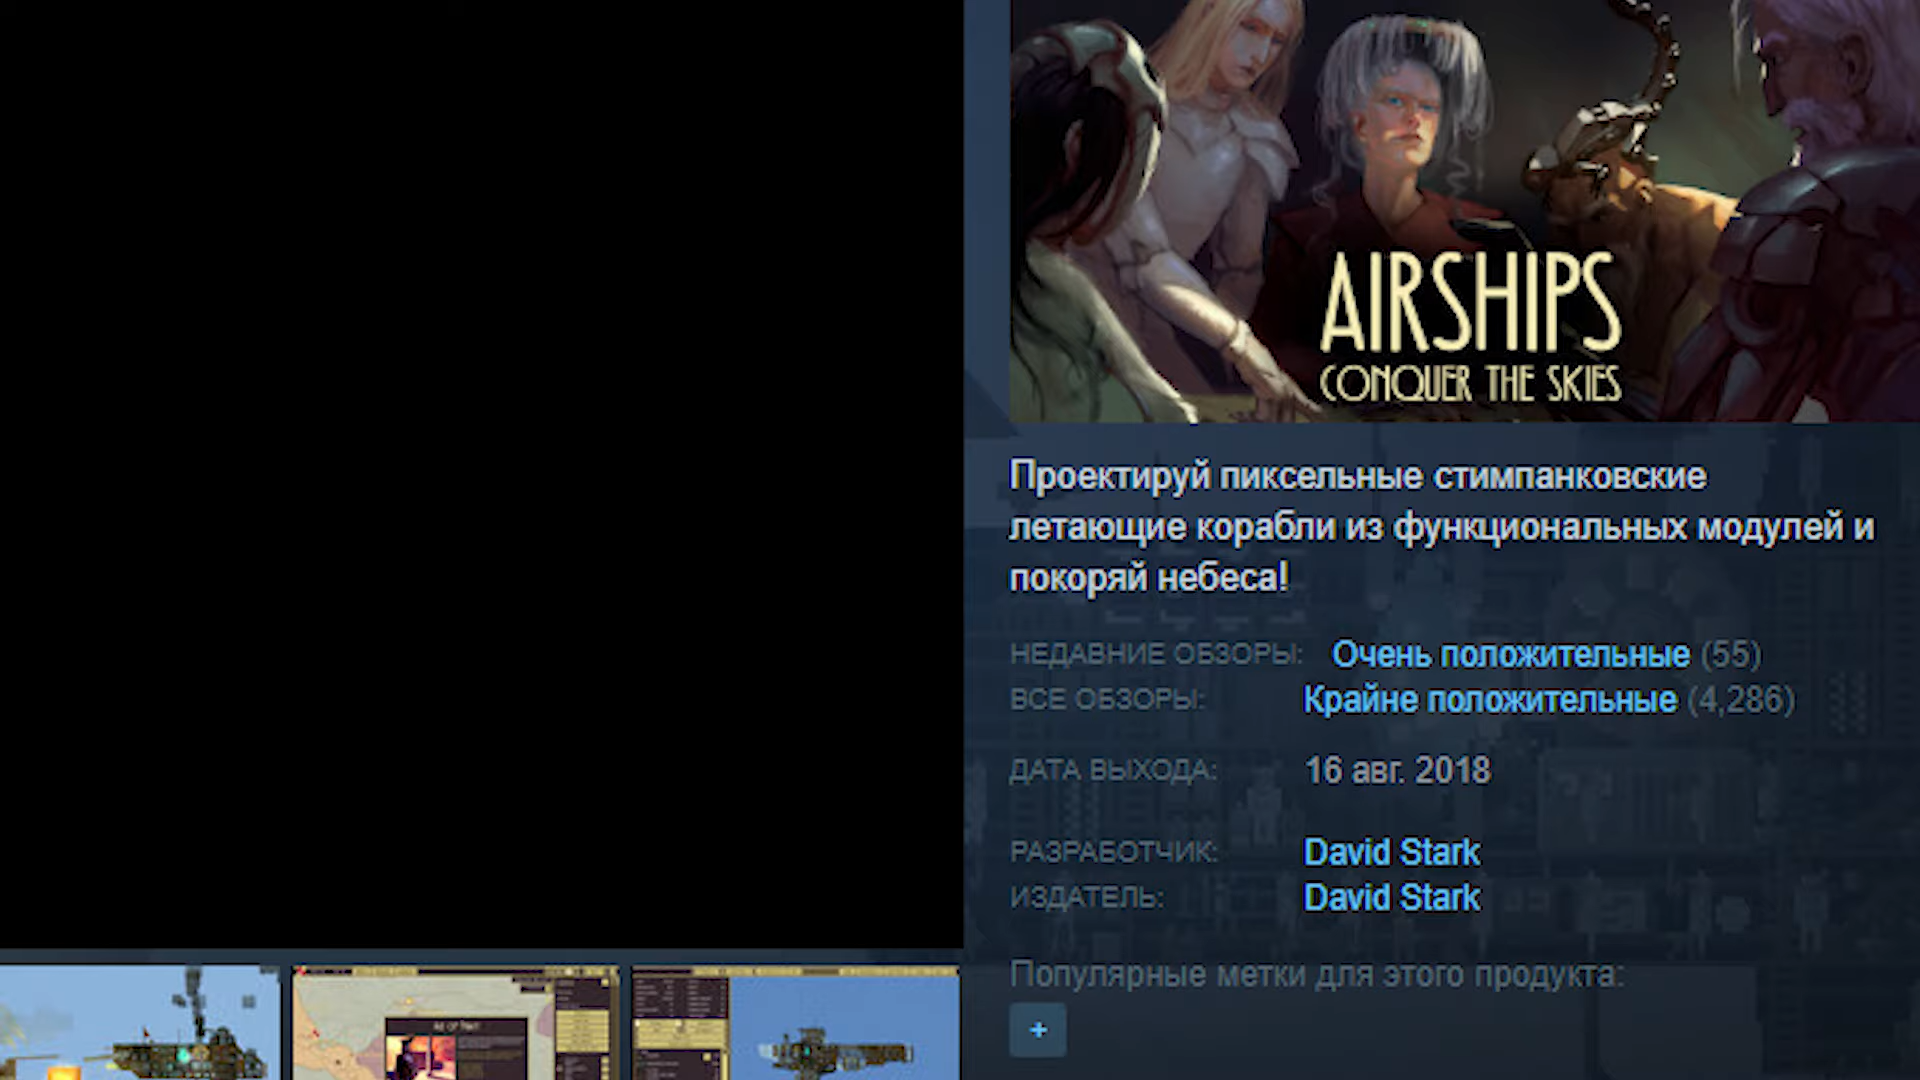 AIRSHIPS
CONQUER THE SKIES
Проектируй пиксельные стимпанковские
летающие корабли из функциональных модулей и
покоряй небеса!
НЕДАВНИЕ ОБЗОРЫ: Очень положительные (55)
ВСЕ ОБЗОРЫ: Крайне положительные (4,286)
ДАТА ВЫХОДА: 16 авг. 2018
РАЗРАБОТЧИК: David Stark
ИЗДАТЕЛЬ: David Stark
Популярные метки для этого продукта:
+